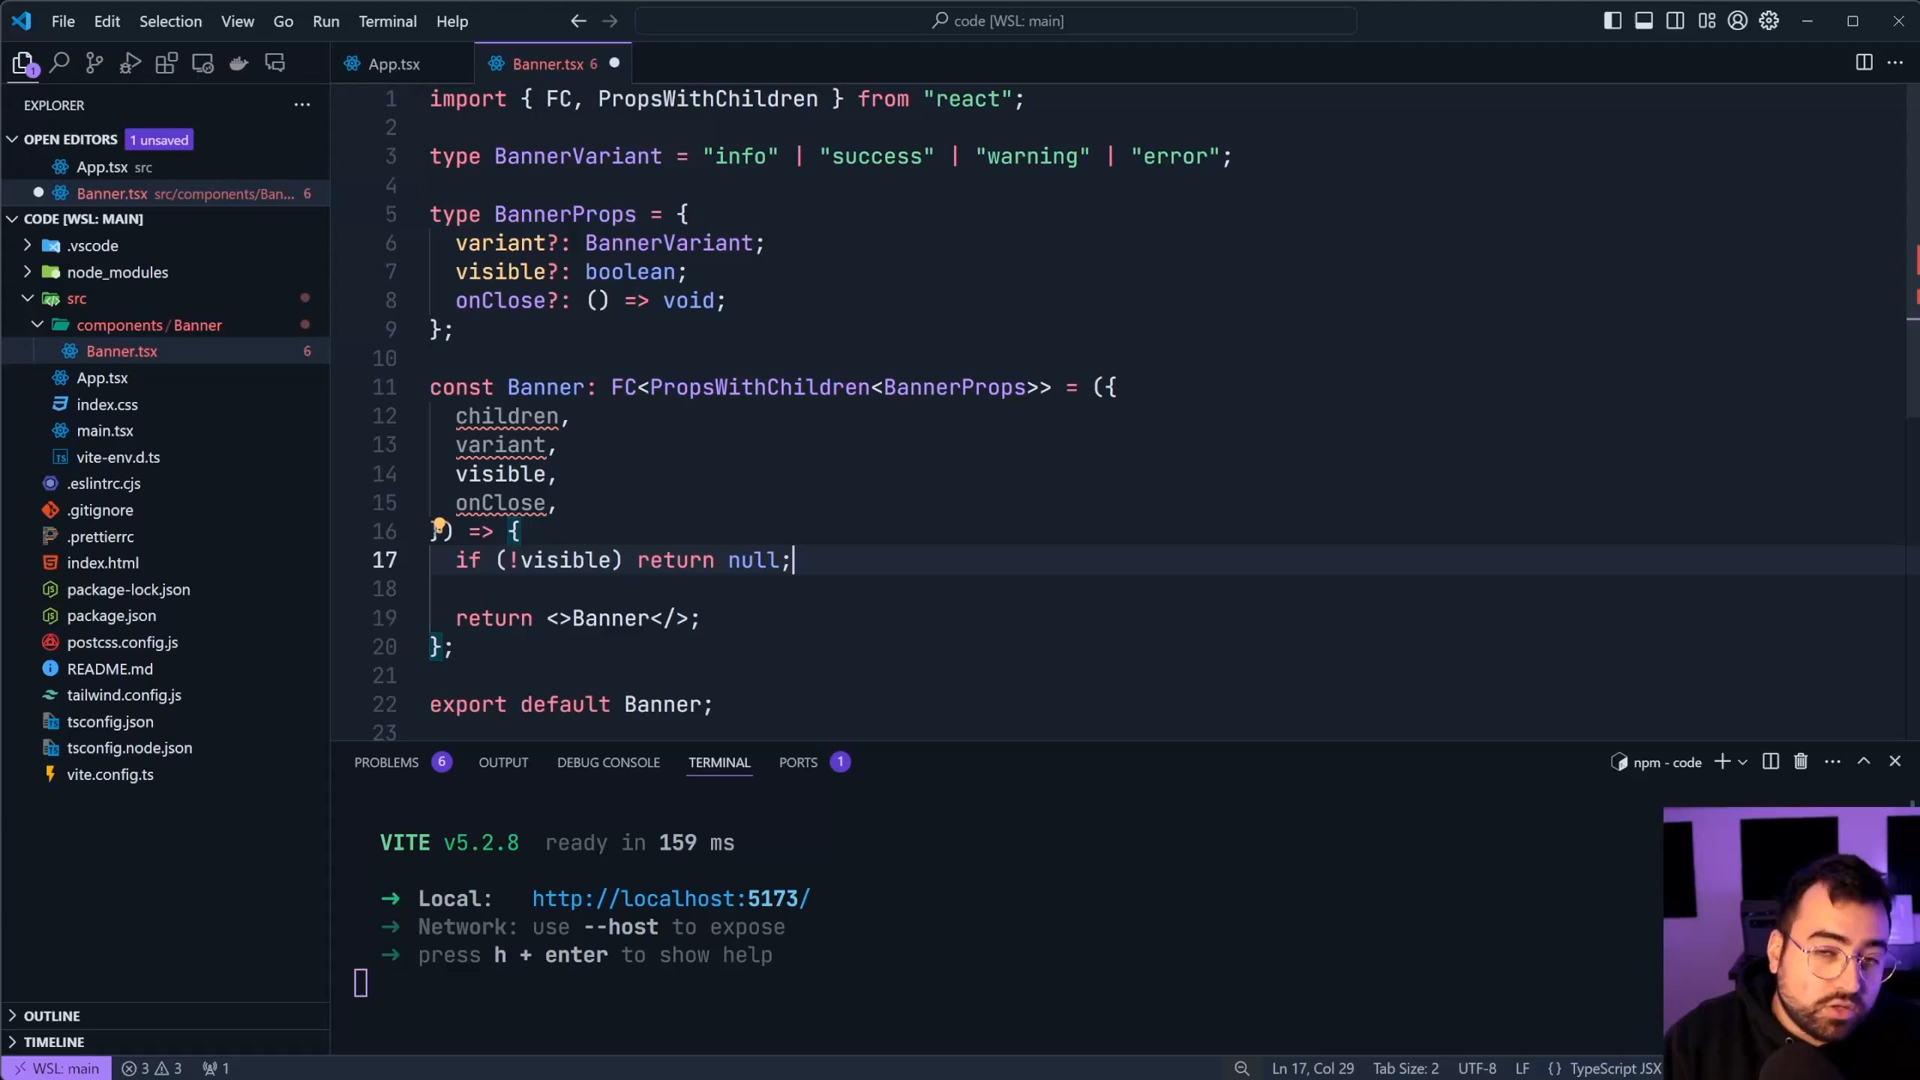 File Edit Selection View Go Run Terminal Help
code [WSL: main]
1
EXPLORER
OPEN EDITORS 1 unsaved
App.tsx src
Banner.tsx src/components/Ban... 6
CODE [WSL: MAIN]
.vscode
node_modules
src
components / Banner
Banner.tsx 6
App.tsx
index.css
main.tsx
vite-env.d.ts
.eslintrc.cjs
.gitignore
.prettierrc
index.html
package-lock.json
package.json
postcss.config.js
README.md
tailwind.config.js
tsconfig.json
tsconfig.node.json
vite.config.ts
OUTLINE
TIMELINE
App.tsx
Banner.tsx 6
1 import { FC, PropsWithChildren } from "react";
2
3 type BannerVariant = "info" | "success" | "warning" | "error";
4
5 type BannerProps = {
6 variant?: BannerVariant;
7 visible?: boolean;
8 onClose?: () => void;
9 };
10
11 const Banner: FC<PropsWithChildren<BannerProps>> = ({
12 children,
13 variant,
14 visible,
15 onClose,
16 }) => {
17 if (!visible) return null;
18
19 return <>Banner</>;
20 };
21
22 export default Banner;
23
PROBLEMS 6 OUTPUT DEBUG CONSOLE TERMINAL PORTS 1
npm - code
VITE v5.2.8 ready in 159 ms
➜ Local: http://localhost:5173/
➜ Network: use --host to expose
➜ press h + enter to show help
WSL: main 3 3 1
Ln 17, Col 29 Tab Size: 2 UTF-8 LF {} TypeScript JSX